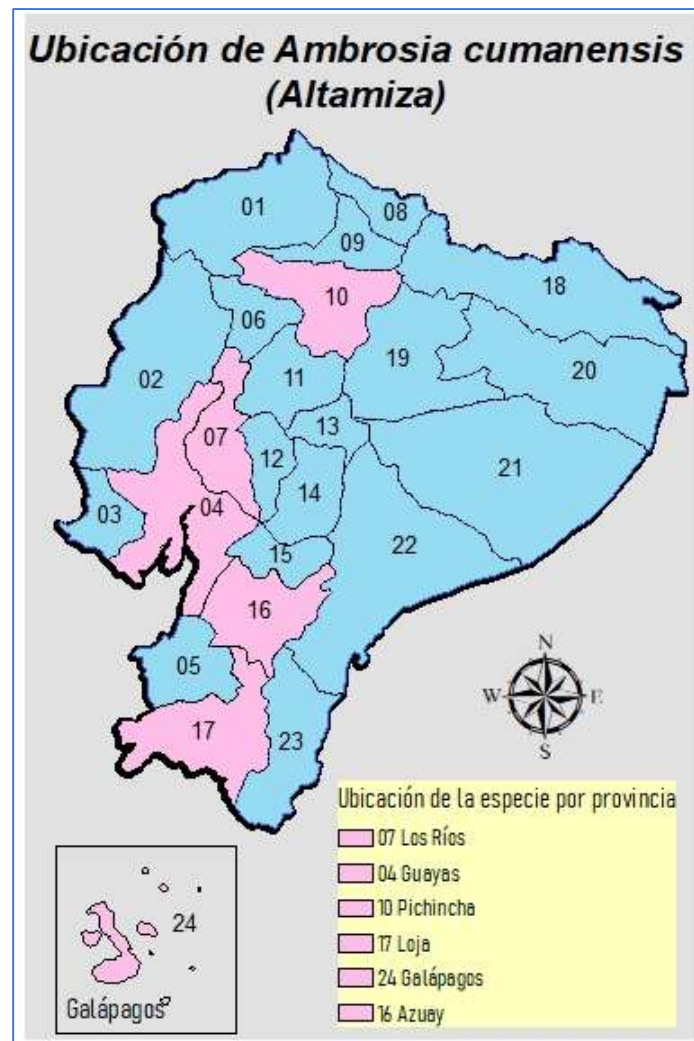 Ubicación de Ambrosia cumanensis
(Altamiza)
01
08
09
10
18
06
19
20
02
11
07
13
12
21
14
03
04
22
15
16
05
17
23
N
W E
S
Ubicación de la especie por provincia
07 Los Ríos
04 Guayas
10 Pichincha
17 Loja
24 Galápagos
16 Azuay
24
Galápagos